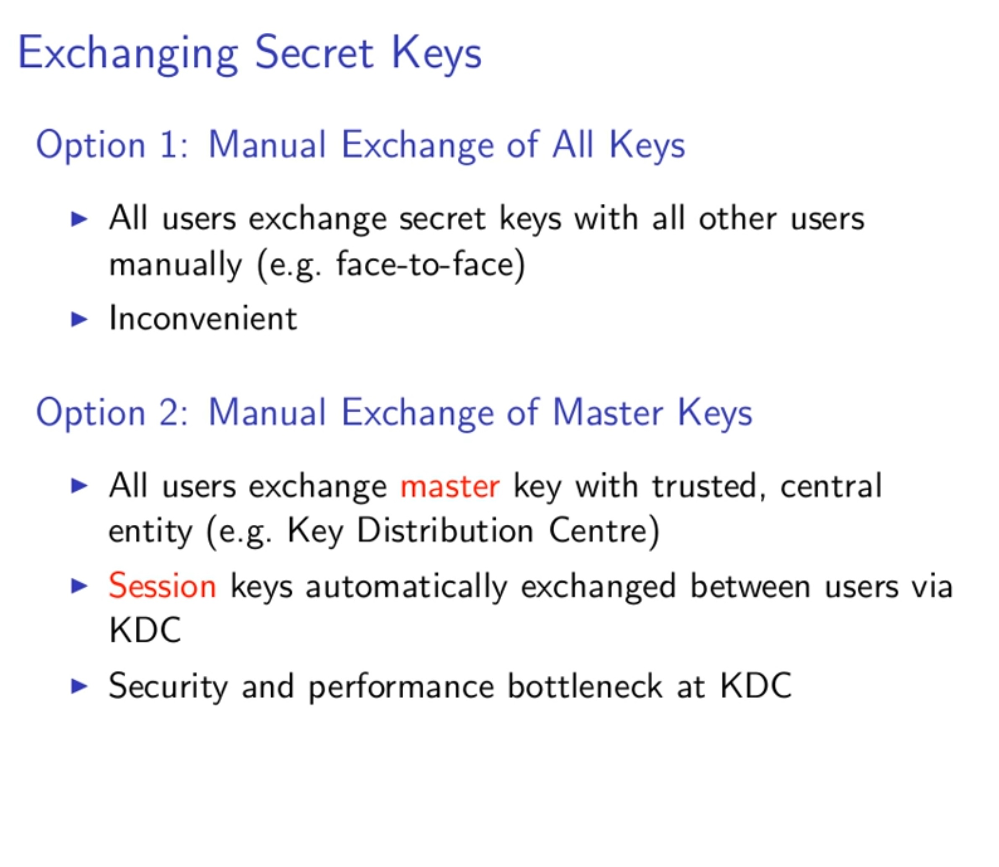 Exchanging Secret Keys
Option 1: Manual Exchange of All Keys
All users exchange secret keys with all other users
manually (e.g. face-to-face)
Inconvenient
Option 2: Manual Exchange of Master Keys
All users exchange master key with trusted, central
entity (e.g. Key Distribution Centre)
Session keys automatically exchanged between users via
KDC
Security and performance bottleneck at KDC